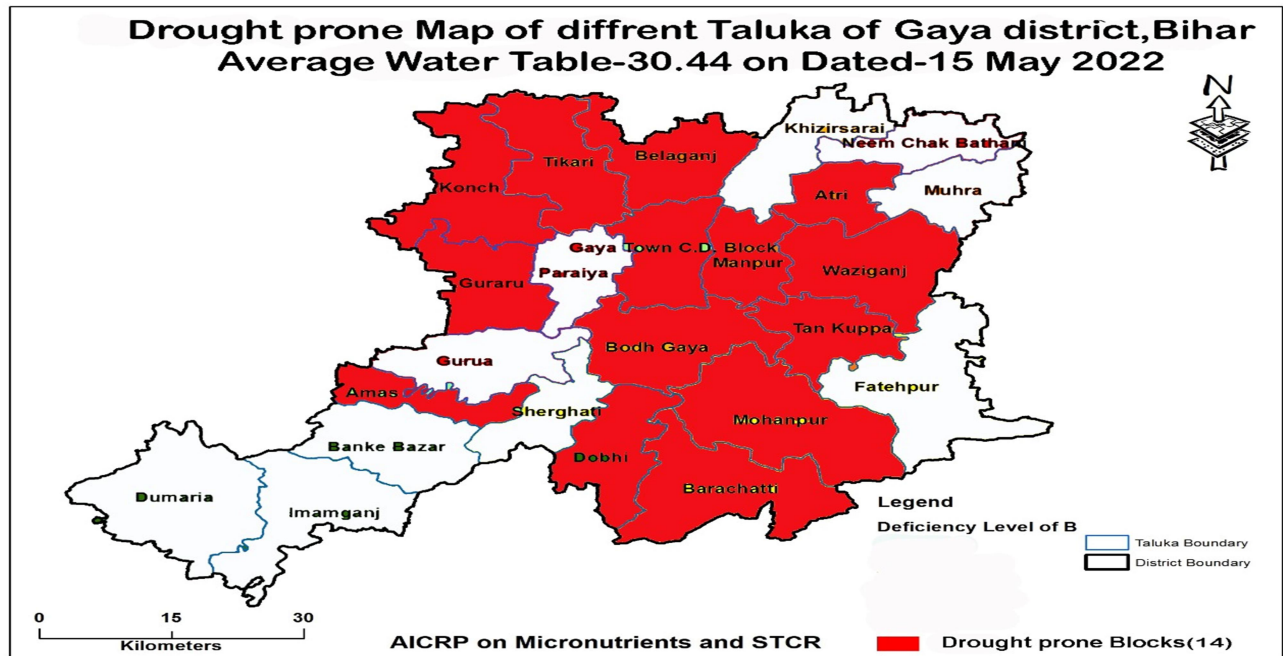 Drought prone Map of diffrent Taluka of Gaya district,Bihar
Average Water Table-30.44 on Dated-15 May 2022
N
Khizirsarai
Neem Chak Bathani
Belaganj
Tikari
Konch
Atri
Muhra
Gaya Town C.D. Block
Manpur
Paraiya
Waziganj
Guraru
Tan Kuppa
Bodh Gaya
Gurua
Fatehpur
Amas
Sherghati
Mohanpur
Banke Bazar
Dobhi
Barachatti
Dumaria
Imamganj
Legend
Deficiency Level of B
Taluka Boundary
District Boundary
0 15 30
Kilometers
AICRP on Micronutrients and STCR
Drought prone Blocks(14)